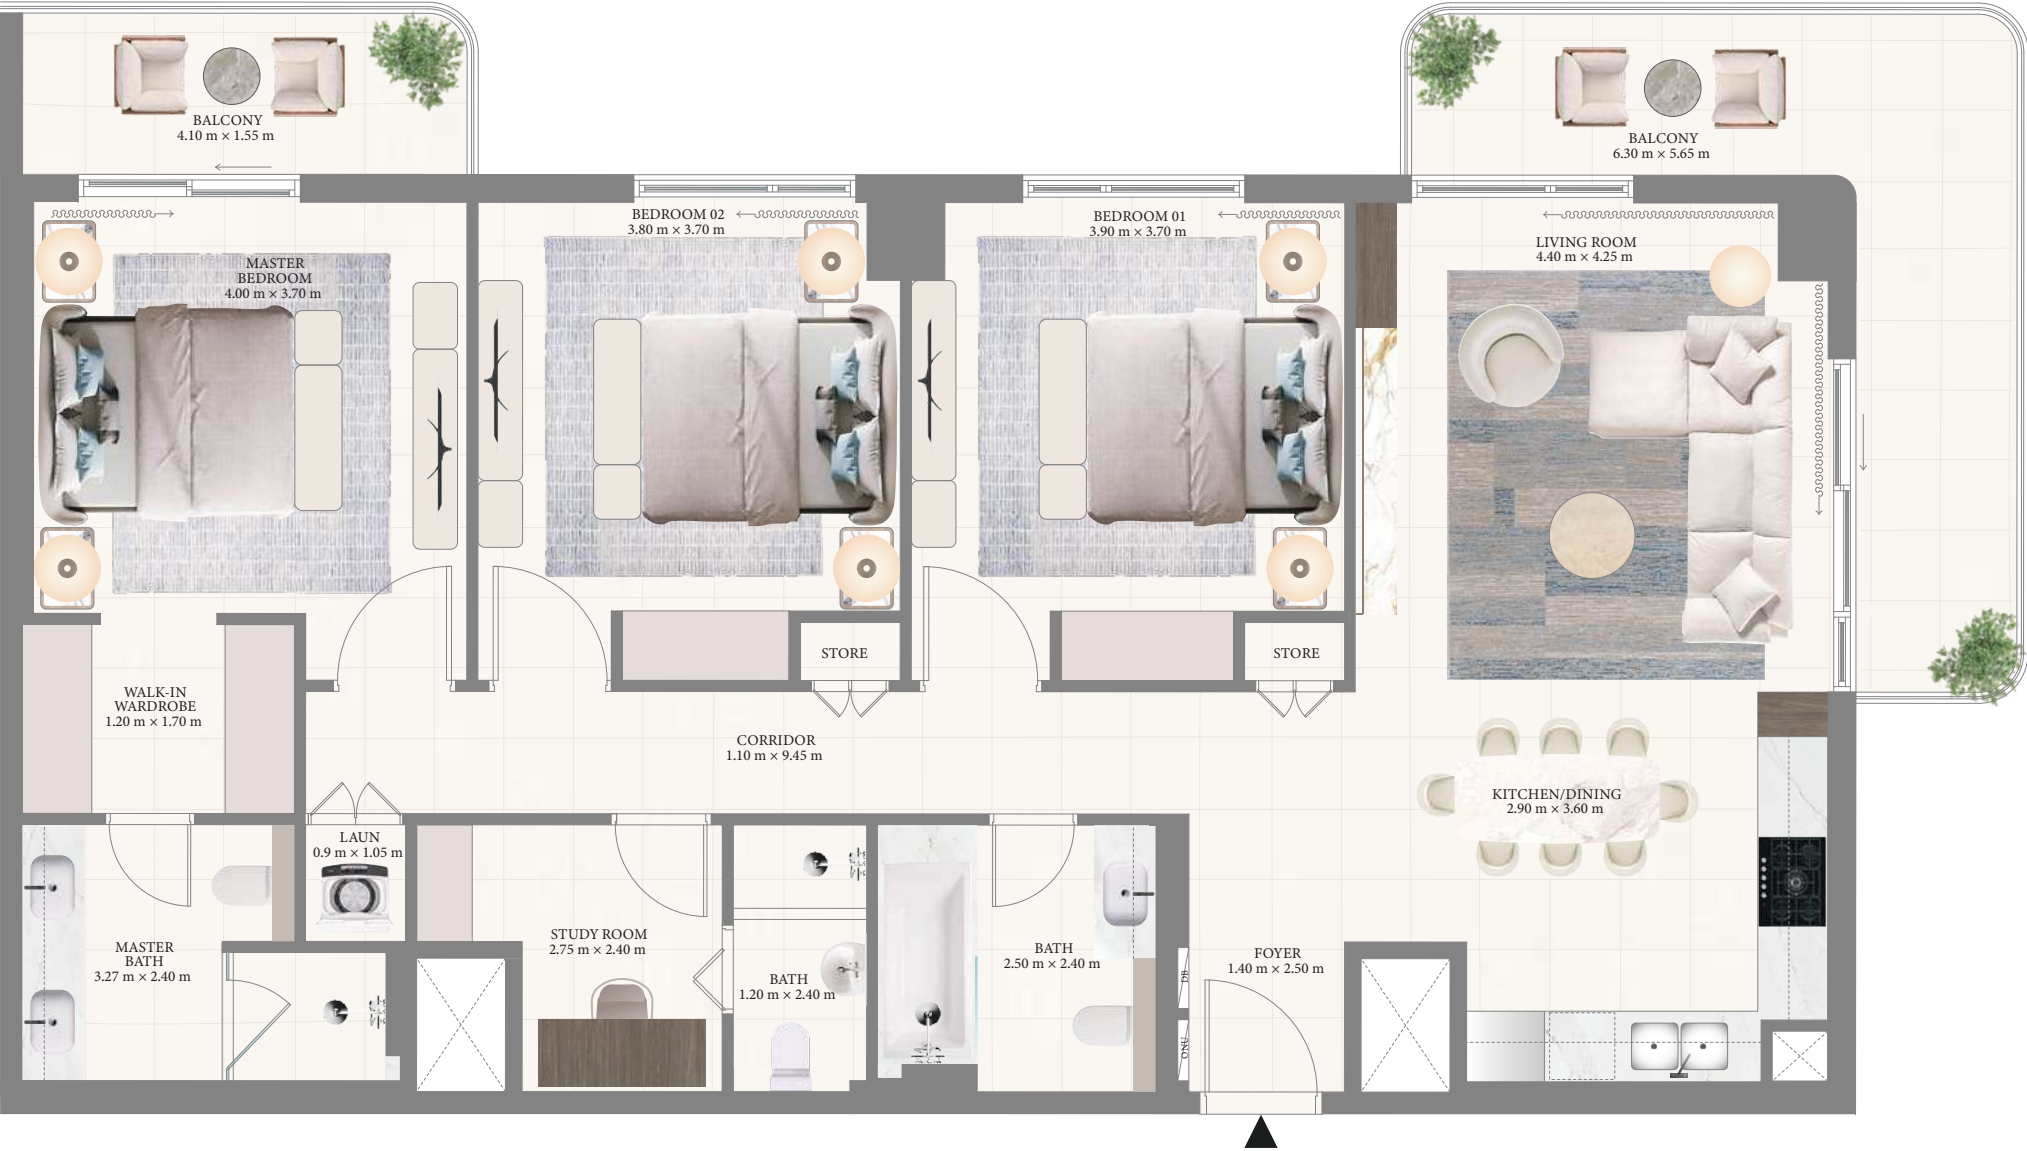 BALCONY
4.10 m × 1.55 m
BALCONY
6.30 m × 5.65 m
MASTER
BEDROOM
4.00 m × 3.70 m
BEDROOM 02
3.80 m × 3.70 m
BEDROOM 01
3.90 m × 3.70 m
LIVING ROOM
4.40 m × 4.25 m
STORE
STORE
WALK-IN
WARDROBE
1.20 m × 1.70 m
CORRIDOR
1.10 m × 9.45 m
KITCHEN/DINING
2.90 m × 3.60 m
LAUN
0.9 m × 1.05 m
MASTER
BATH
3.27 m × 2.40 m
STUDY ROOM
2.75 m × 2.40 m
BATH
1.20 m × 2.40 m
BATH
2.50 m × 2.40 m
DB
ONU
FOYER
1.40 m × 2.50 m